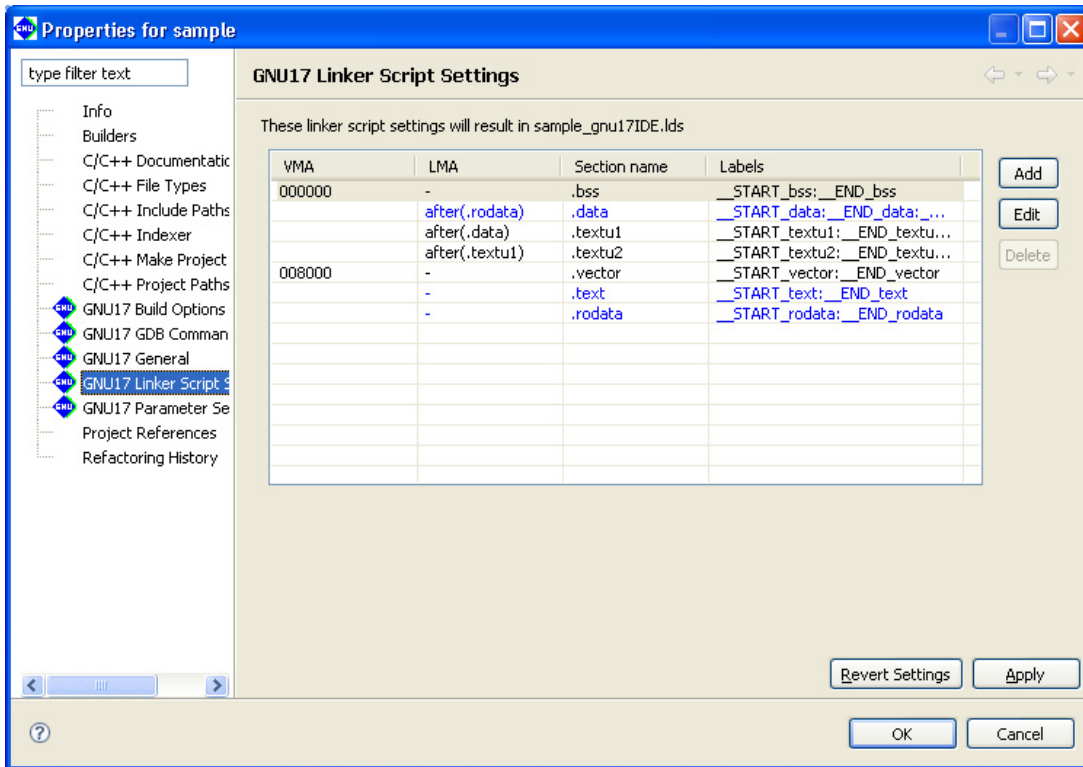 Properties for sample
type filter text
GNU17 Linker Script Settings
Info
Builders
C/C++ Documentatic
C/C++ File Types
C/C++ Include Paths
C/C++ Indexer
C/C++ Make Project
C/C++ Project Paths
GNU17 Build Options
GNU17 GDB Comman
GNU17 General
GNU17 Linker Script S
GNU17 Parameter Se
Project References
Refactoring History
These linker script settings will result in sample_gnu17IDE.lds
VMA LMA Section name Labels
000000 - .bss __START_bss:__END_bss
after(.rodata) .data __START_data:__END_data:_...
after(.data) .textu1 __START_textu1:__END_textu...
after(.textu1) .textu2 __START_textu2:__END_textu...
008000 - .vector __START_vector:__END_vector
- .text __START_text:__END_text
- .rodata __START_rodata:__END_rodata
Add
Edit
Delete
Revert Settings
Apply
OK
Cancel